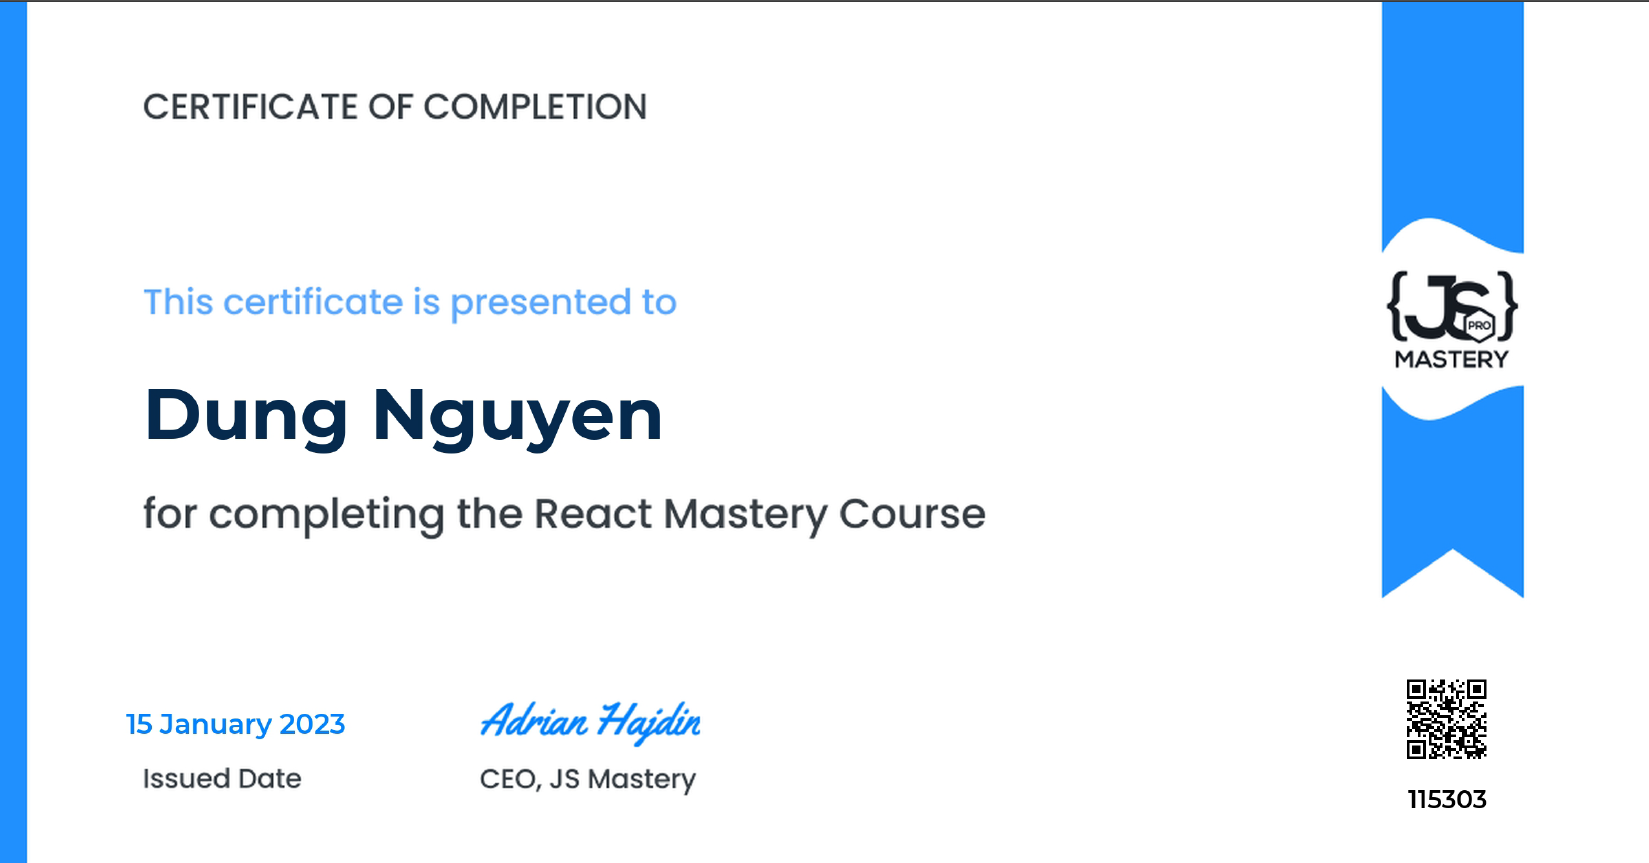 CERTIFICATE OF COMPLETION
This certificate is presented to
Dung Nguyen
for completing the React Mastery Course
{JS}
PRO
MASTERY
15 January 2023
Adrian Hajdin
Issued Date
CEO, JS Mastery
115303